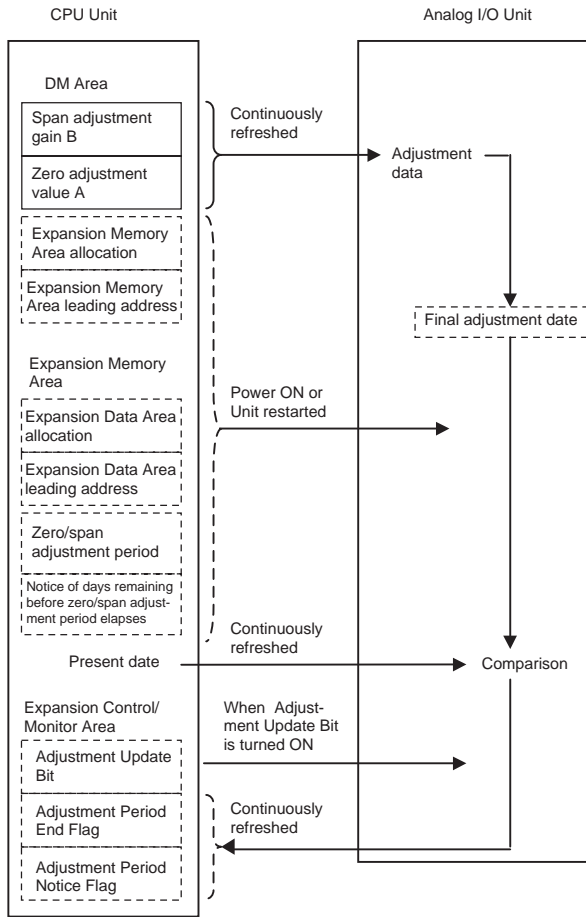 CPU Unit
Analog I/O Unit
DM Area
Span adjustment
gain B
Continuously
refreshed
Adjustment
data
Zero adjustment
value A
Expansion Memory
Area allocation
Expansion Memory
Area leading address
Final adjustment date
Expansion Memory
Area
Power ON or
Unit restarted
Expansion Data Area
allocation
Expansion Data Area
leading address
Zero/span
adjustment period
Notice of days remaining
before zero/span adjust-
ment period elapses
Continuously
refreshed
Present date
Comparison
Expansion Control/
Monitor Area
When Adjust-
ment Update Bit
is turned ON
Adjustment Update
Bit
Adjustment Period
End Flag
Continuously
refreshed
Adjustment Period
Notice Flag